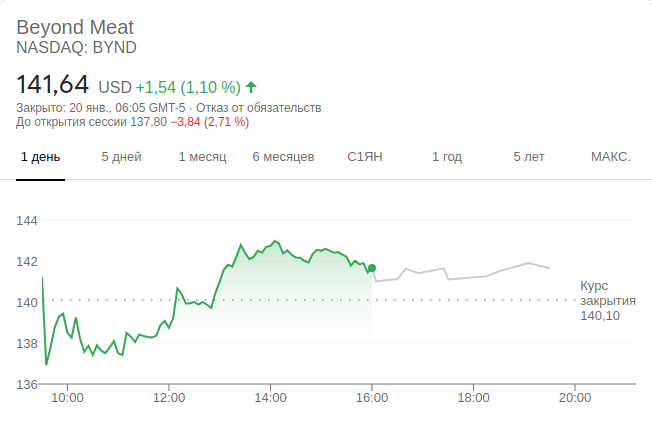 Beyond Meat
NASDAQ: BYND
141,64 USD +1,54 (1,10 %)
Закрыто: 20 янв., 06:05 GMT-5 · Отказ от обязательств
До открытия сессии 137,80 −3,84 (2,71 %)
1 день 5 дней 1 месяц 6 месяцев С1ЯН 1 год 5 лет МАКС.
144
142
Курс
140 закрытия
140,10
138
136
10:00 12:00 14:00 16:00 18:00 20:00